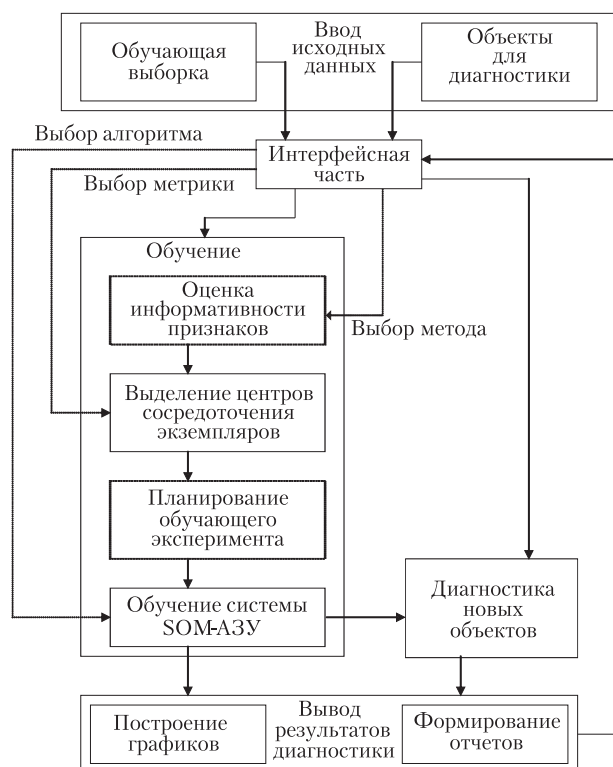 Обучающая
выборка
Ввод
исходных
данных
Объекты
для
диагностики
Выбор алгоритма
Интерфейсная
часть
Выбор метрики
Обучение
Оценка
информативности
признаков
Выбор метода
Выделение центров
сосредоточения
экземпляров
Планирование
обучающего
эксперимента
Обучение системы
SOM-АЗУ
Диагностика
новых
объектов
Построение
графиков
Вывод
результатов
диагностики
Формирование
отчетов